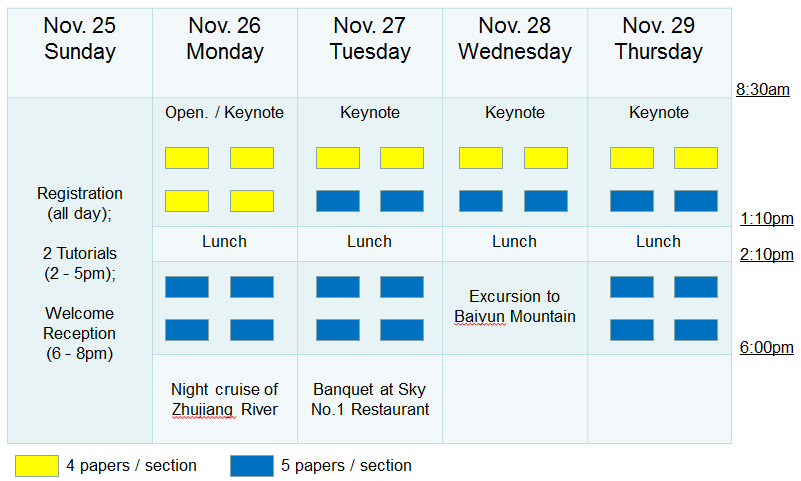 Nov. 25
Sunday
Nov. 26
Monday
Nov. 27
Tuesday
Nov. 28
Wednesday
Nov. 29
Thursday
8:30am
Registration
(all day);
2 Tutorials
(2 - 5pm);
Welcome
Reception
(6 - 8pm)
Open. / Keynote
Keynote
Keynote
Keynote
1:10pm
Lunch
Lunch
Lunch
Lunch
2:10pm
Excursion to
Baiyun Mountain
6:00pm
Night cruise of
Zhujiang River
Banquet at Sky
No.1 Restaurant
4 papers / section
5 papers / section